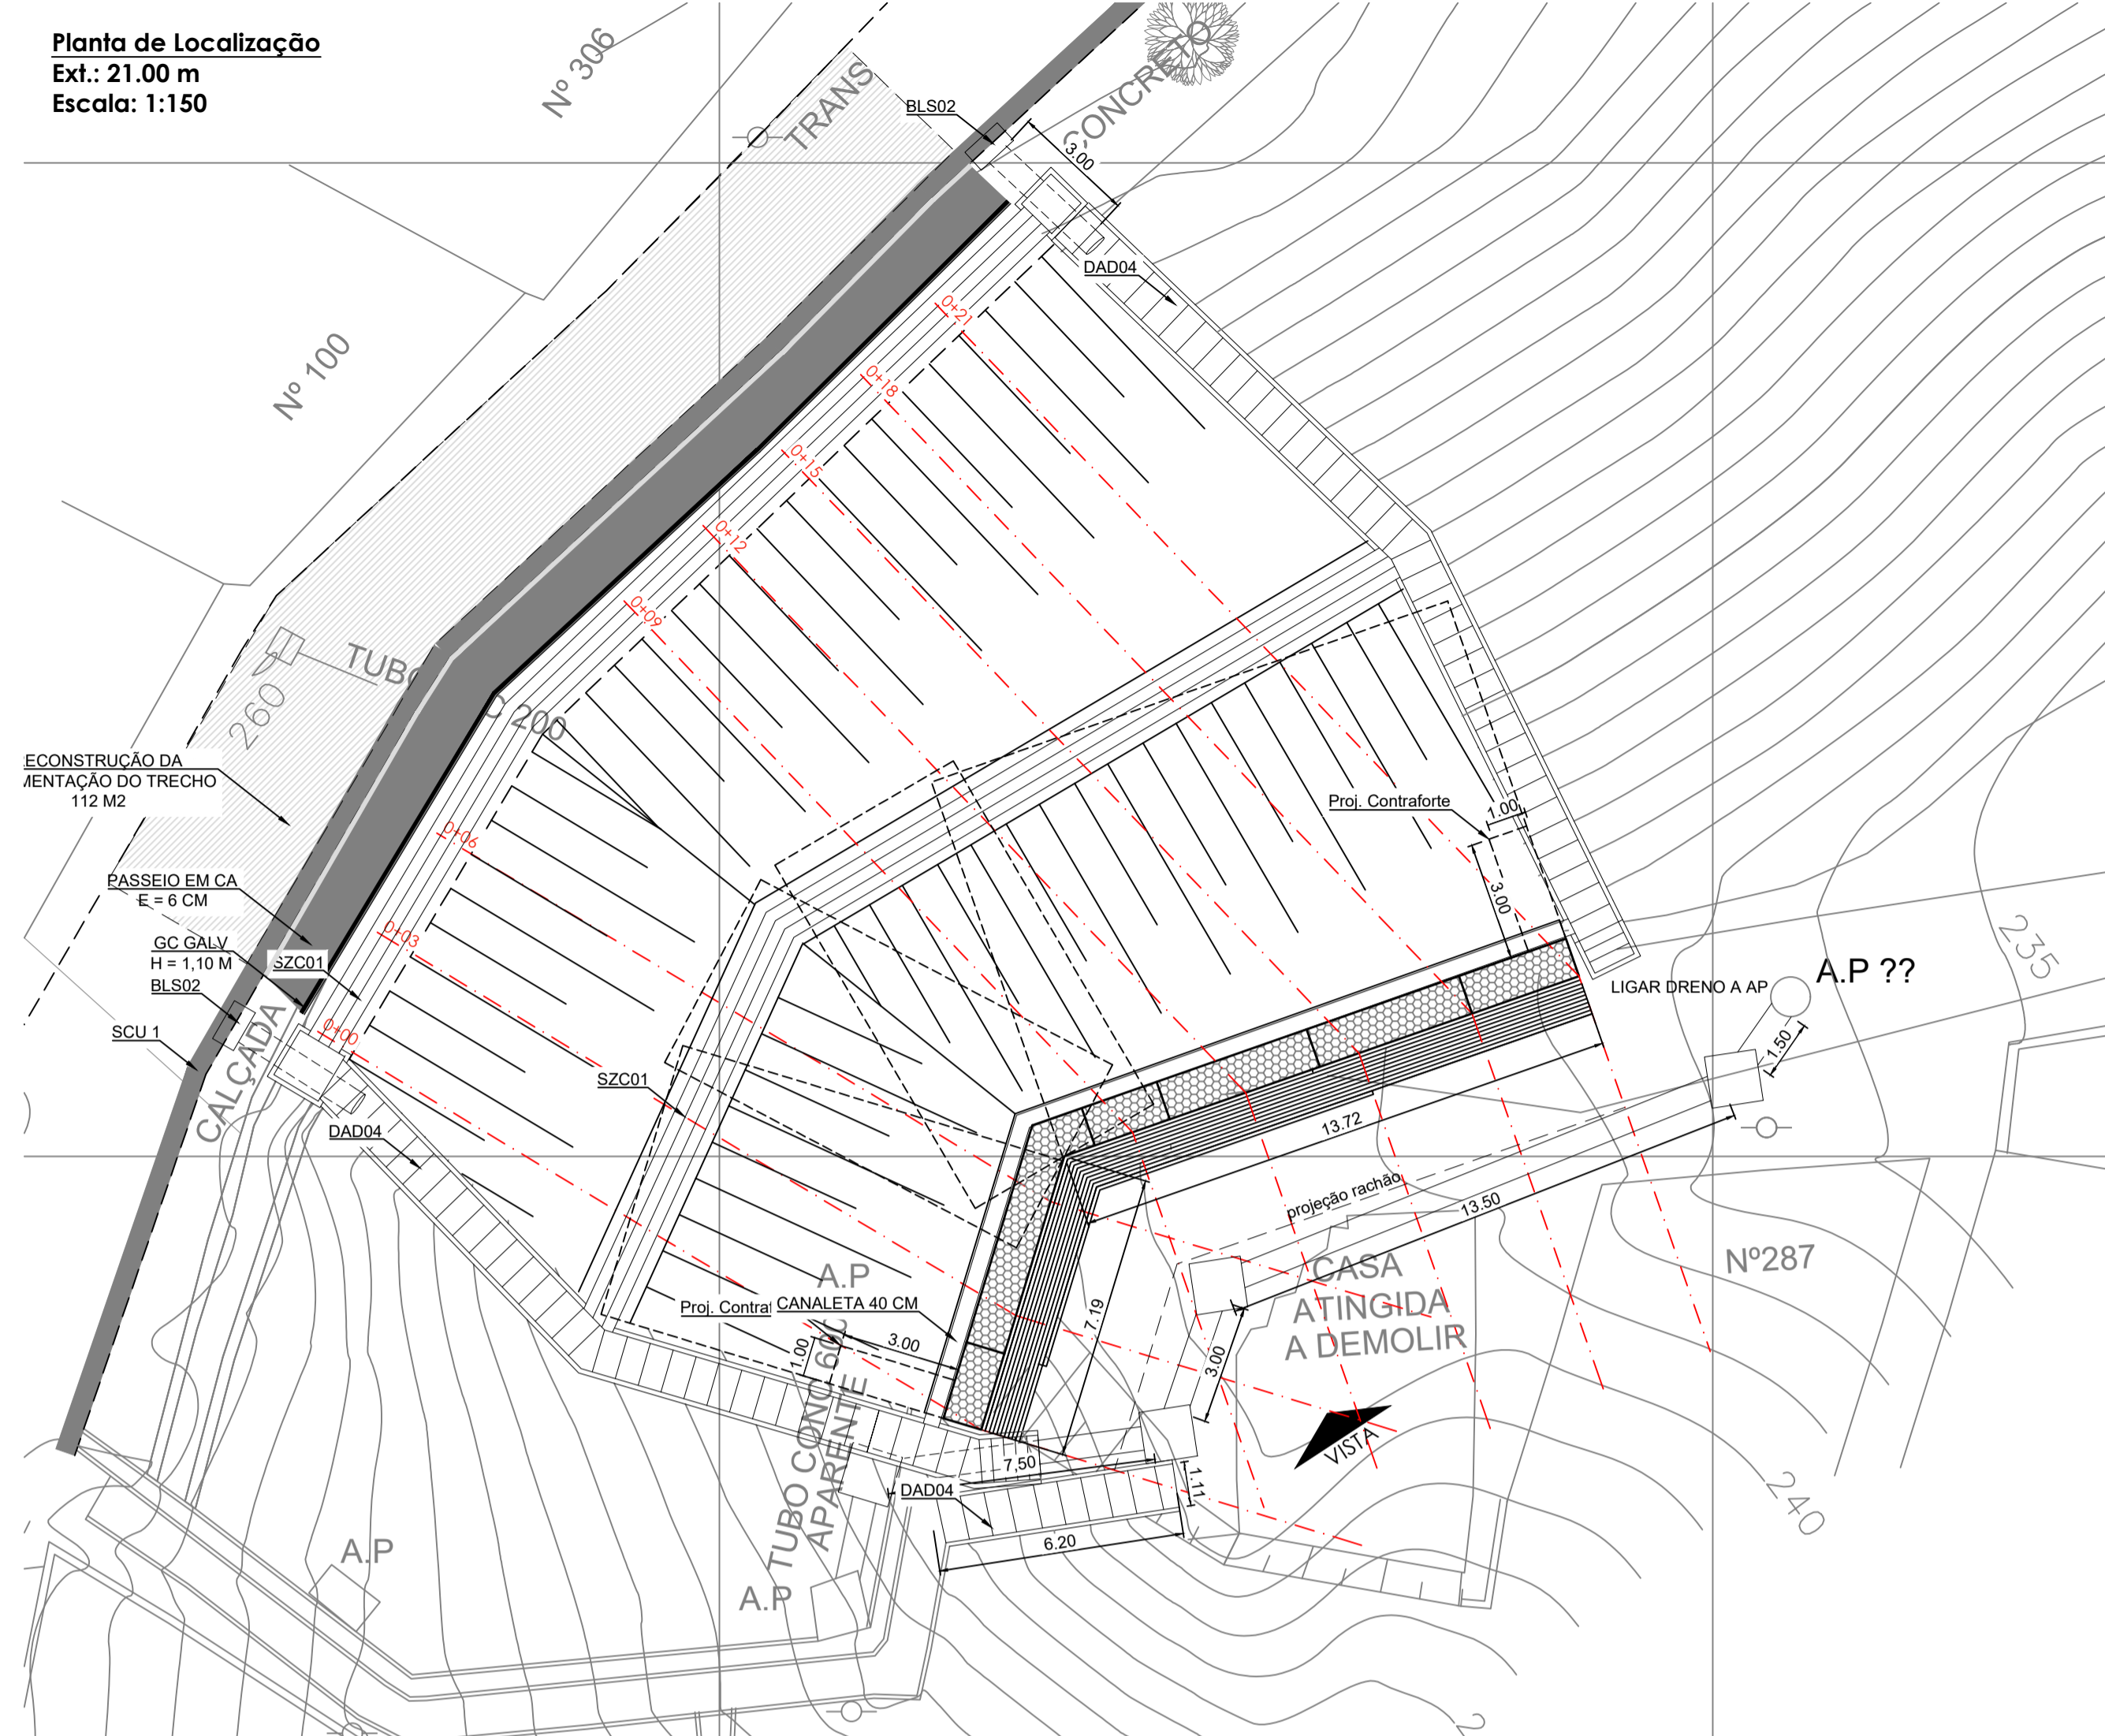 Planta de Localização
Ext.: 21.00 m
Escala: 1:150
Nº 306
TRANS
BLS02
CONCRETO
3.00
DAD04
Nº 100
0+21
0+18
0+15
0+12
0+09
TUBO
C 200
260
ECONSTRUÇÃO DA
MENTAÇÃO DO TRECHO
112 M2
0+06
PASSEIO EM CA
E = 6 CM
0+03
GC GALV
H = 1,10 M
SZC01
BLS02
0+00
SCU 1
CALÇADA
DAD04
SZC01
Proj. Contraforte
1.00
3.00
235
A.P ??
LIGAR DRENO A AP
1.50
13.72
projeção rachão
13.50
Nº287
CASA
ATINGIDA
A DEMOLIR
A.P
Proj. Contraf
CANALETA 40 CM
7.19
3.00
1.00
3.00
TUBO CONC 600
APARENTE
VISTA
7,50
1.11
DAD04
6.20
240
A.P
A.P
2